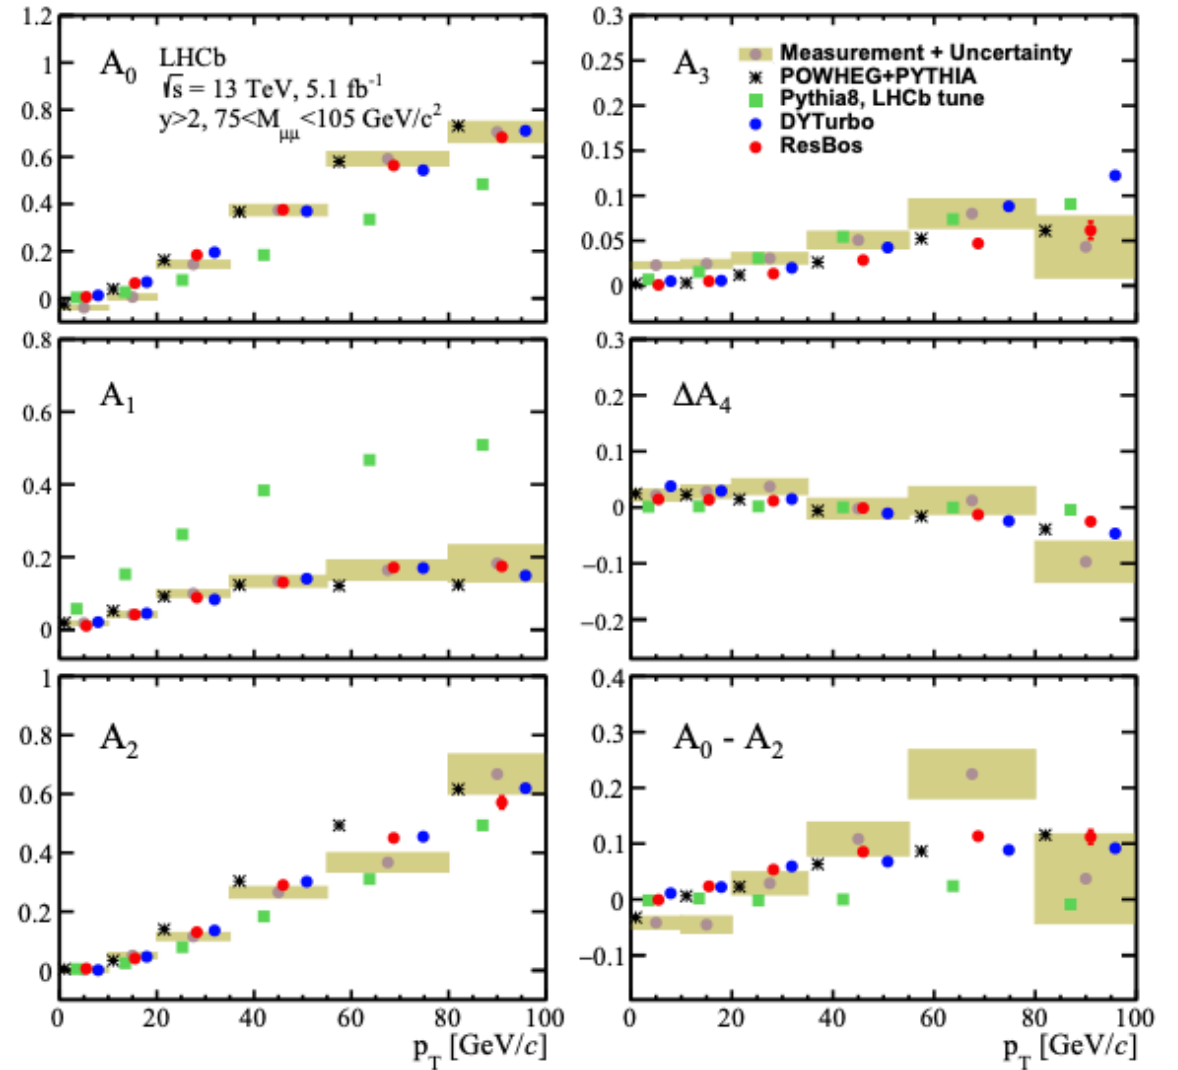 1.2
1
0.8
0.6
0.4
0.2
0
A0
LHCb
√s = 13 TeV, 5.1 fb-1
y>2, 75<Mμμ<105 GeV/c2
0.3
0.25
0.2
0.15
0.1
0.05
0
A3
Measurement + Uncertainty
POWHEG+PYTHIA
Pythia8, LHCb tune
DYTurbo
ResBos
0.8
0.6
0.4
0.2
0
A1
0.3
0.2
0.1
0
−0.1
−0.2
ΔA4
1
0.8
0.6
0.4
0.2
0
A2
0 20 40 60 80 100
pT [GeV/c]
0.4
0.3
0.2
0.1
0
−0.1
A0 - A2
0 20 40 60 80 100
pT [GeV/c]